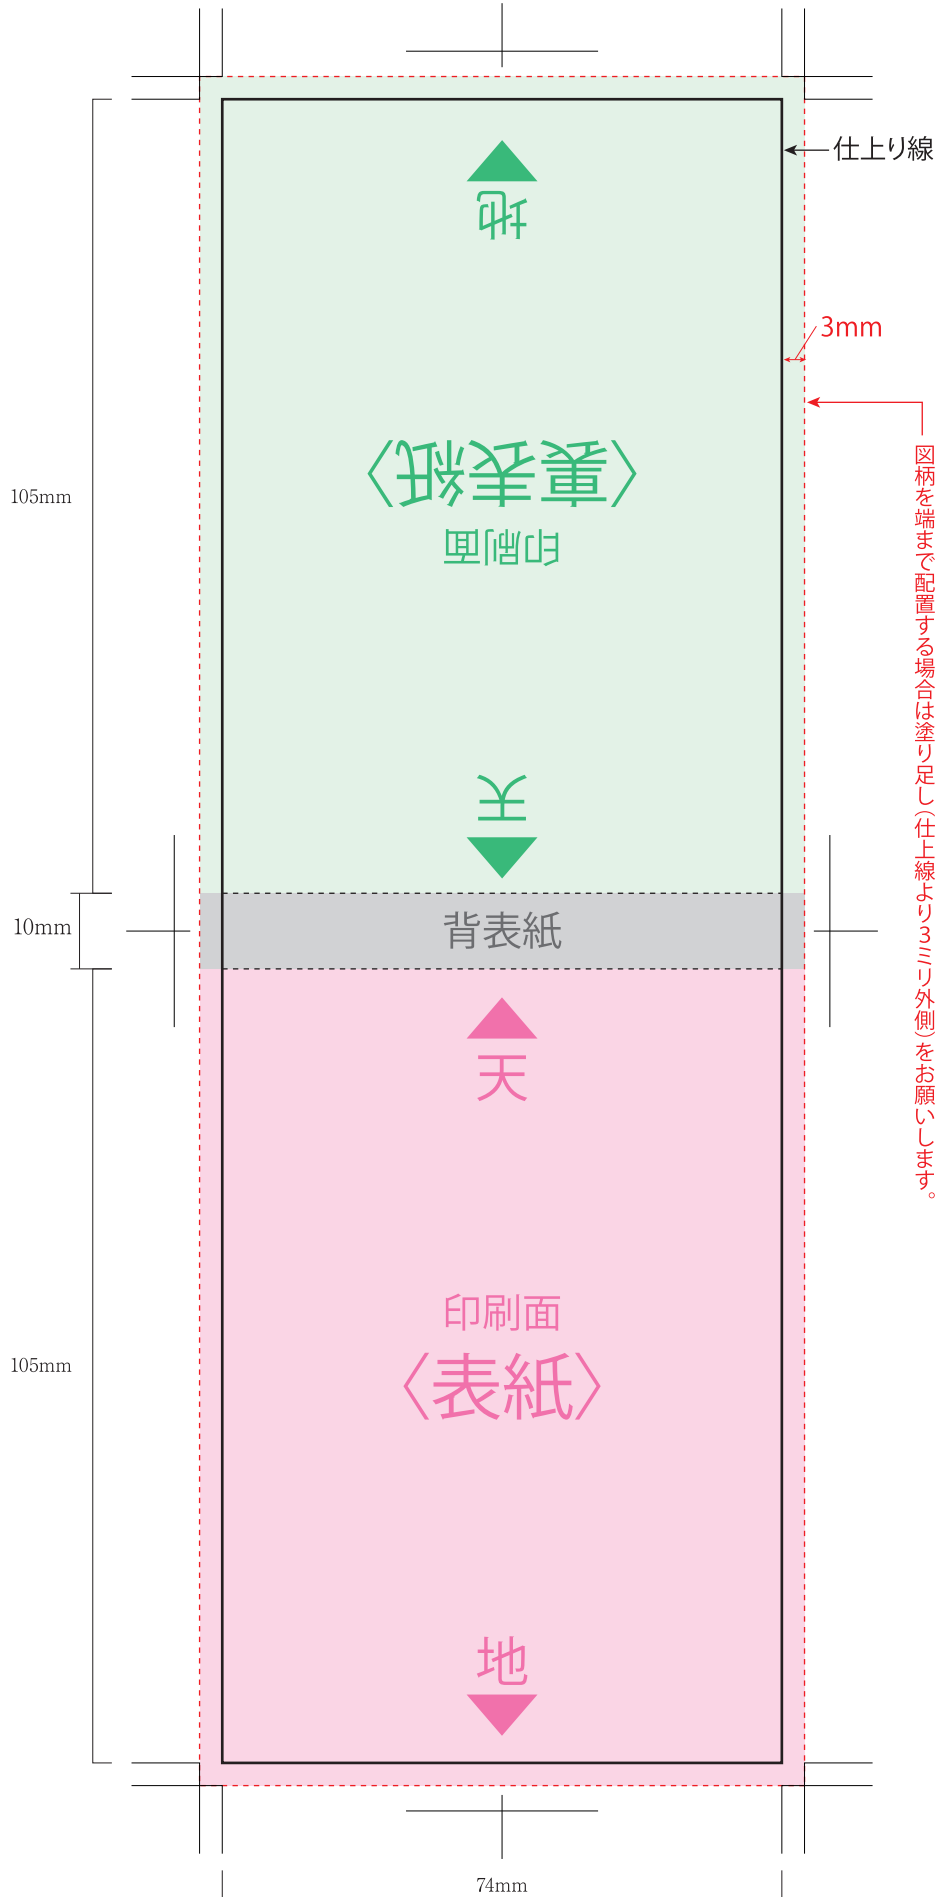 仕上り線
地
3mm
〈裏表紙〉
印刷面
105mm
図柄を端まで配置する場合は塗り足し（仕上線より３ミリ外側）をお願いします。
天
10mm
背表紙
天
印刷面
〈表紙〉
105mm
地
74mm